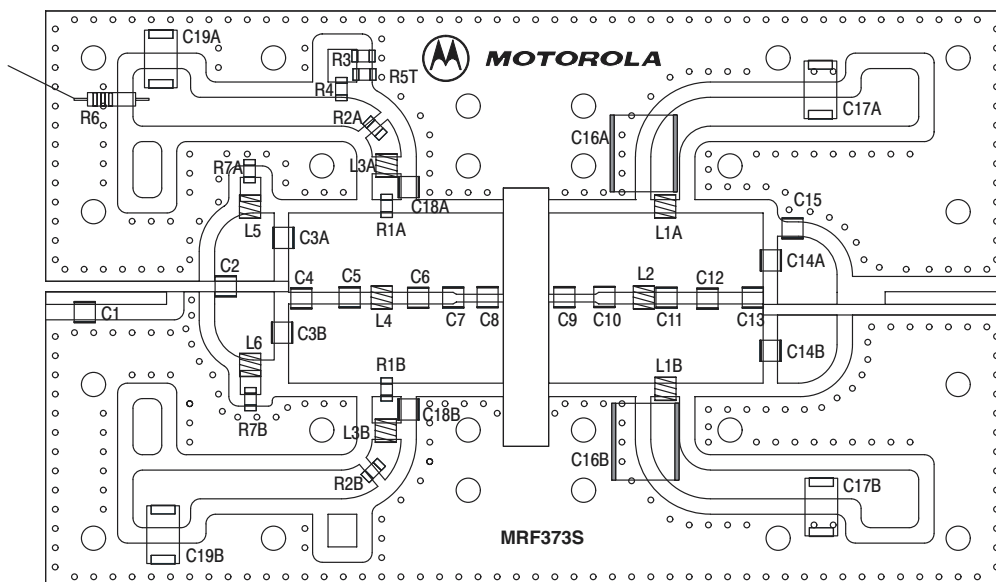 C19A
R3
MOTOROLA
R5T
R4
R6
C17A
R2A
C16A
L3A
R7A
C18A
C15
R1A
L1A
L5
C3A
C14A
C2
C4
C5
C6
L2
C12
C1
L4
C7
C8
C9
C10
C11
C13
C3B
C14B
L6
R1B
L1B
C18B
R7B
L3B
C16B
R2B
C17B
MRF373S
C19B